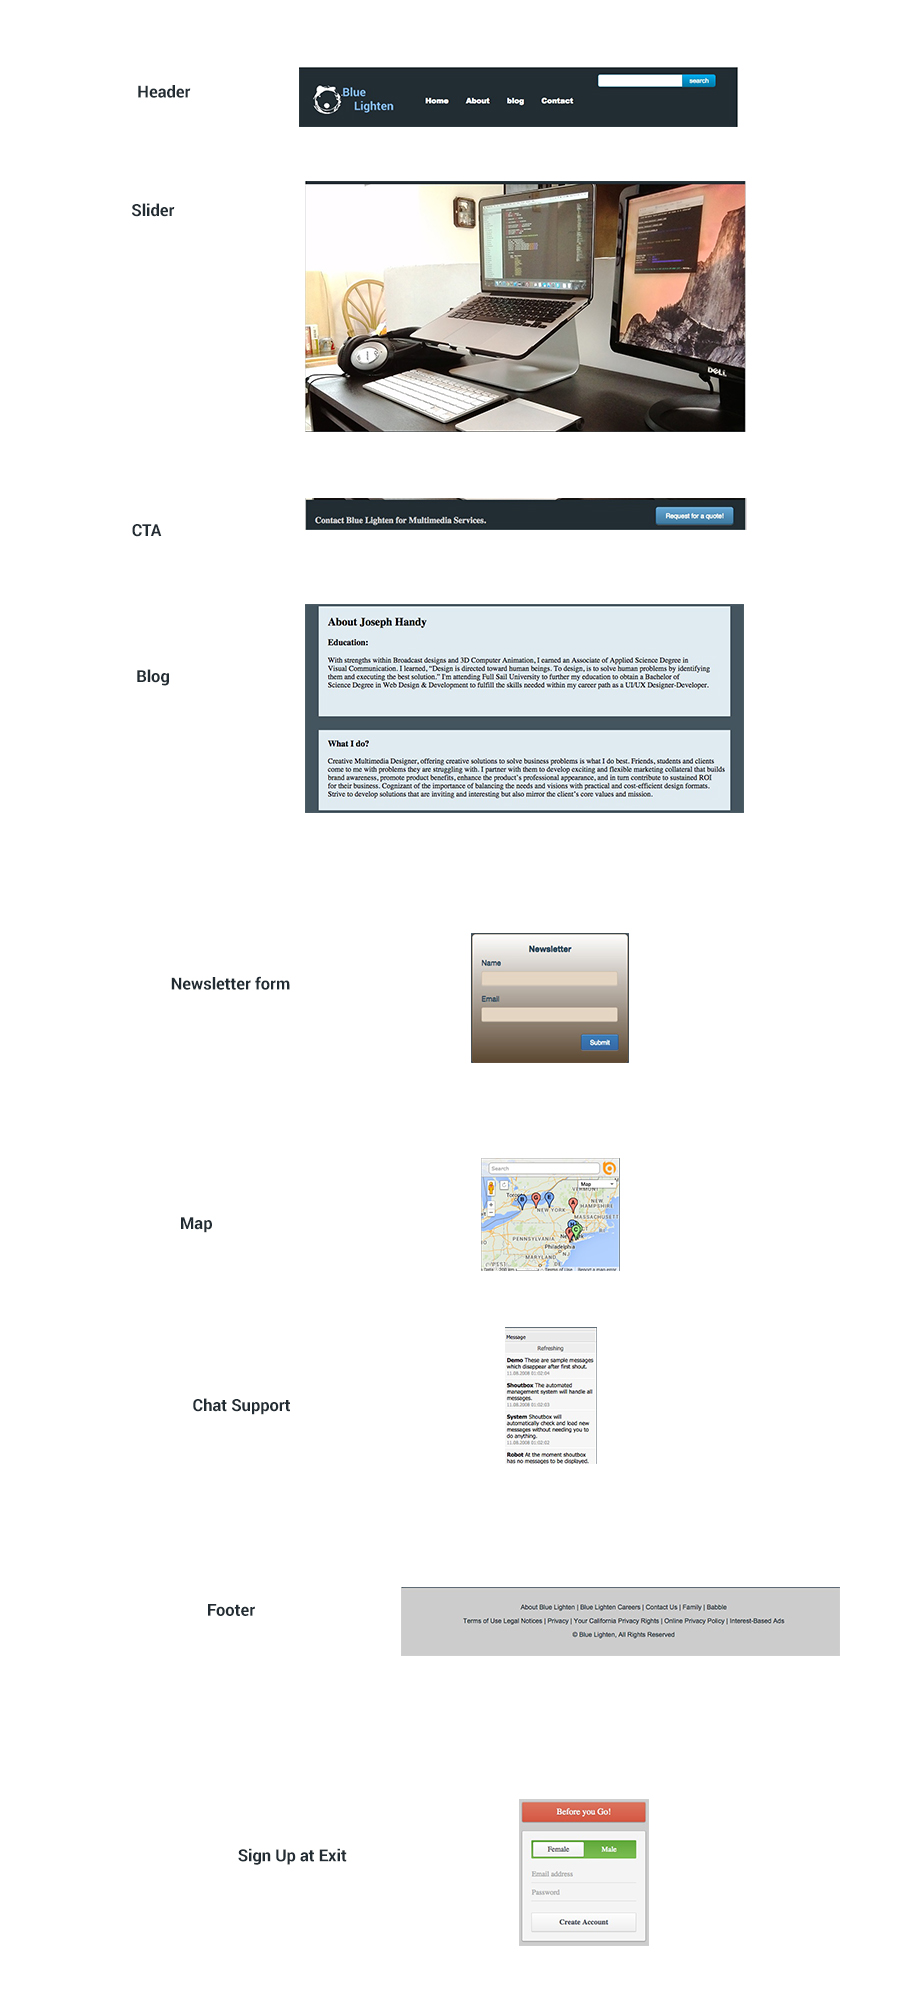 Header
Blue
Lighten
Home About blog Contact
search
Slider
DELL
CTA
Contact Blue Lighten for Multimedia Services.
Request for a quote!
Blog
About Joseph Handy
Education:
With strengths within Broadcast designs and 3D Computer Animation, I earned an Associate of Applied Science Degree in
Visual Communication. I learned, “Design is directed toward human beings. To design, is to solve human problems by identifying
them and executing the best solution.” I'm attending Full Sail University to further my education to obtain a Bachelor of
Science Degree in Web Design & Development to fulfill the skills needed within my career path as a UI/UX Designer-Developer.
What I do?
Creative Multimedia Designer, offering creative solutions to solve business problems is what I do best. Friends, students and clients
come to me with problems they are struggling with. I partner with them to develop exciting and flexible marketing collateral that builds
brand awareness, promote product benefits, enhance the product’s professional appearance, and in turn contribute to sustained ROI
for their business. Cognizant of the importance of balancing the needs and visions with practical and cost-efficient design formats.
Strive to develop solutions that are inviting and interesting but also mirror the client’s core values and mission.
Newsletter form
Newsletter
Name
Email
Submit
Map
Search
Map
VERMONT
NEW
HAMPSHIRE
NEW YORK
MASSACHUSETT
PENNSYLVANIA
Philadelphia
MARYLAND
NJ
DE
Terms of Use Report a map error
Chat Support
Message
Refreshing
Demo These are sample messages
which disappear after first shout.
11.08.2008 01:02:04
Shoutbox The automated
management system will handle all
messages.
11.08.2008 01:02:03
System Shoutbox will
automatically check and load new
messages without needing you to
do anything.
11.08.2008 01:02:02
Robot At the moment shoutbox
has no messages to be displayed.
Footer
About Blue Lighten | Blue Lighten Careers | Contact Us | Family | Babble
Terms of Use Legal Notices | Privacy | Your California Privacy Rights | Online Privacy Policy | Interest-Based Ads
© Blue Lighten, All Rights Reserved
Sign Up at Exit
Before you Go!
Female Male
Email address
Password
Create Account